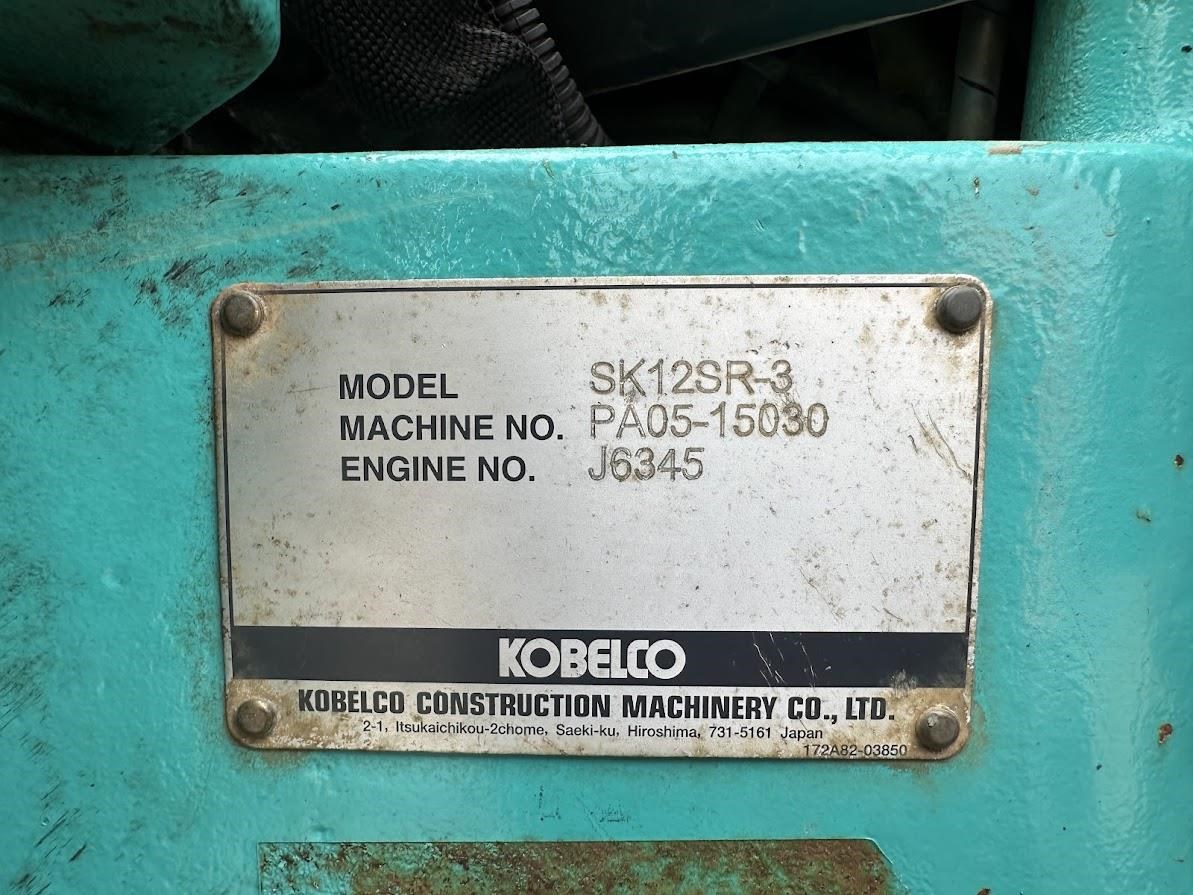 MODEL SK12SR-3
MACHINE NO. PA05-15030
ENGINE NO. J6345
KOBELCO
KOBELCO CONSTRUCTION MACHINERY CO., LTD.
2-1, Itsukaichikou-2chome, Saeki-ku, Hiroshima, 731-5161 Japan
172A82-03850